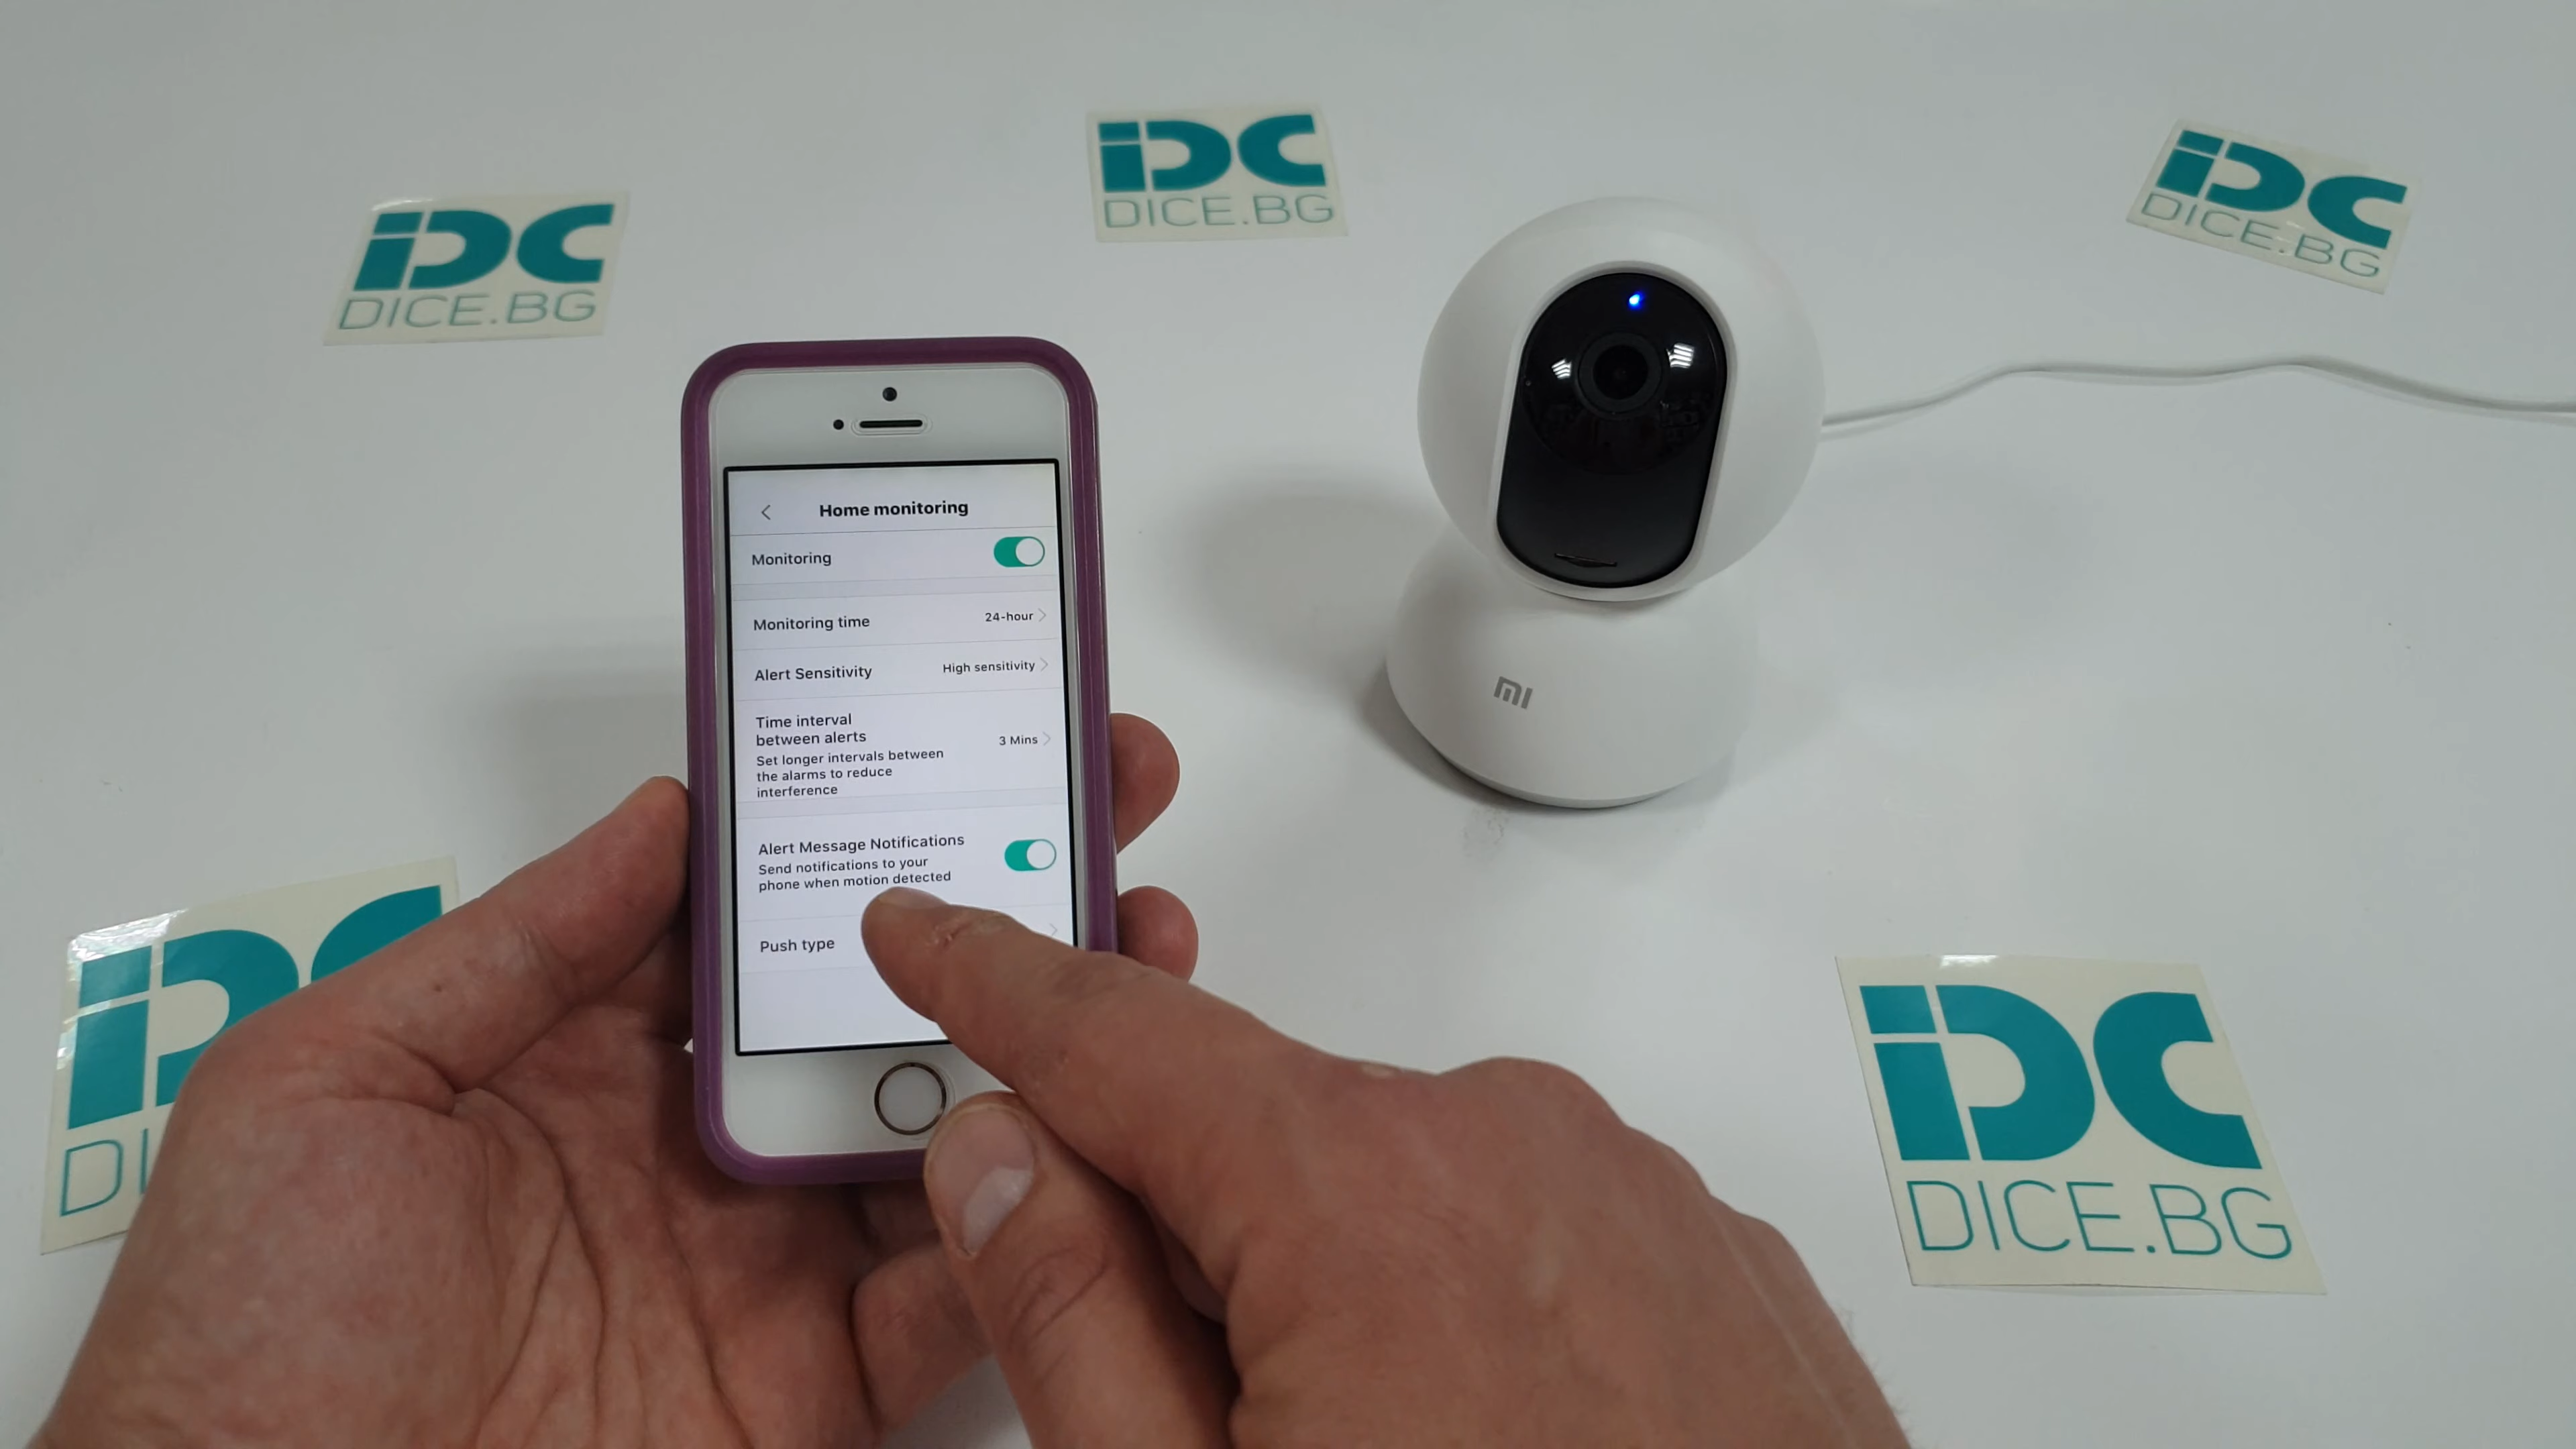 iDC
DICE.BG
iDC
DICE.BG
iDC
DICE.BG
Home monitoring
Monitoring
Monitoring time 24-hour
Alert Sensitivity High sensitivity
Time interval
between alerts
3 Mins
Set longer intervals between
the alarms to reduce
interference
Alert Message Notifications
Send notifications to your
phone when motion detected
Push type
mi
iDC
DI
iDC
DICE.BG